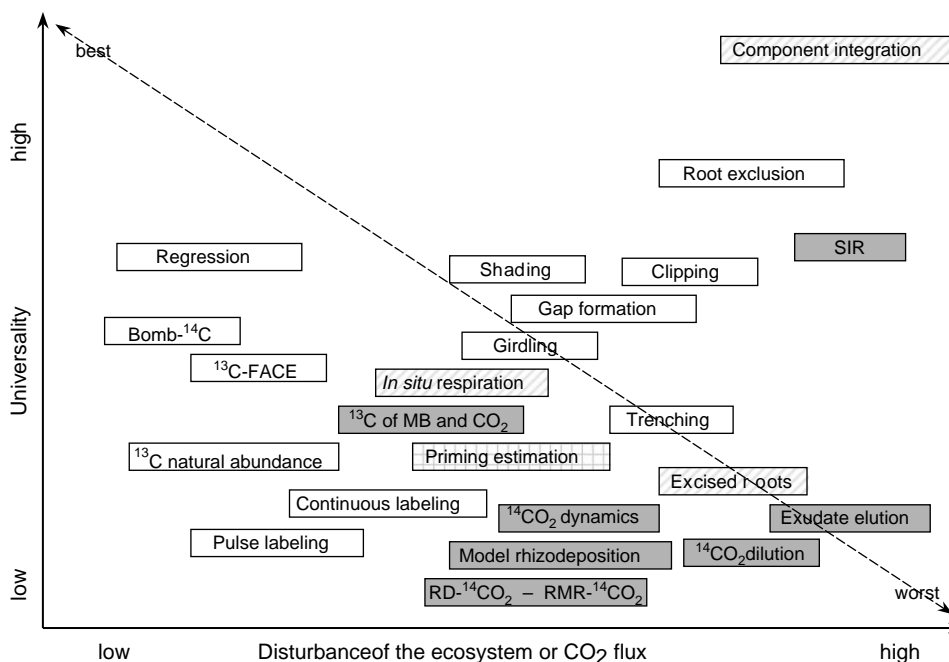 best
Component integration
high
Root exclusion
SIR
Regression
Shading
Clipping
Gap formation
Universality
Bomb-¹⁴C
Girdling
¹³C-FACE
In situ respiration
¹³C of MB and CO₂
Trenching
¹³C natural abundance
Priming estimation
Excised roots
Continuous labeling
¹⁴CO₂ dynamics
Exudate elution
Pulse labeling
Model rhizodeposition
¹⁴CO₂dilution
low
RD-¹⁴CO₂ – RMR-¹⁴CO₂
worst
low
Disturbanceof the ecosystem or CO₂ flux
high